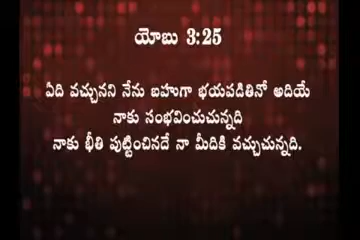 యోబు 3:25
ఏది వచ్చునని నేను బహుగా భయపడితినో అదియే
నాకు సంభవించుచున్నది
నాకు భీతి పుట్టించినదే నా మీదికి వచ్చుచున్నది.